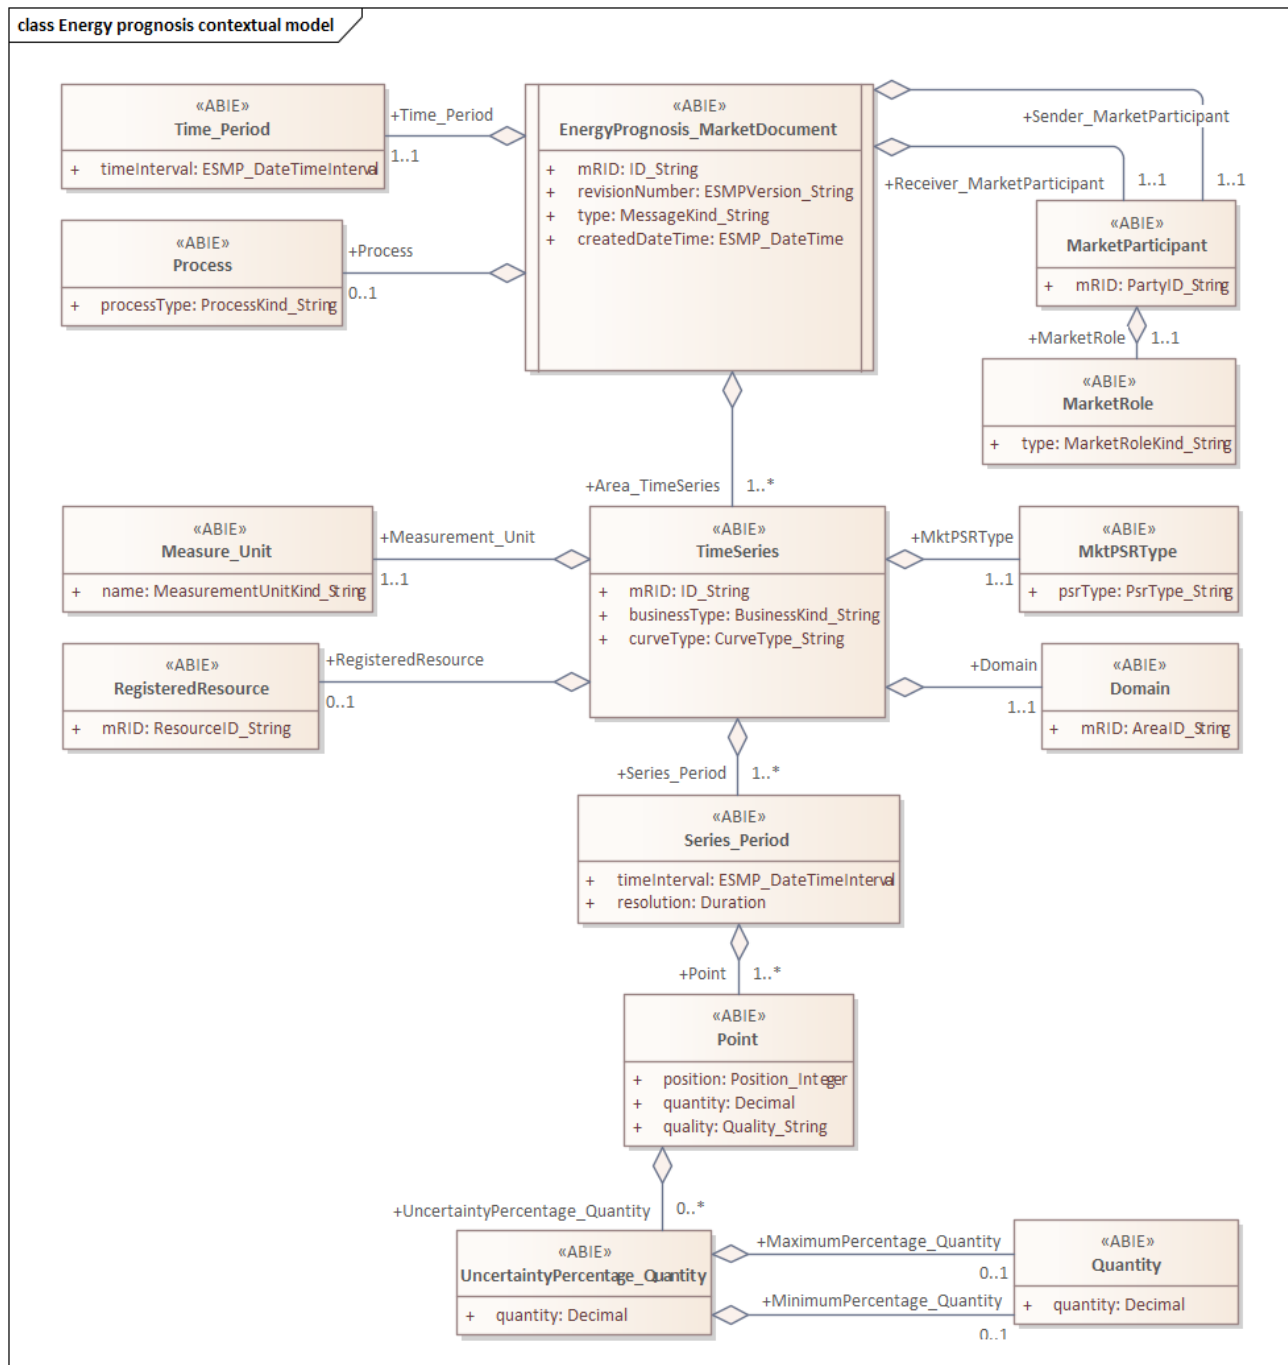 class Energy prognosis contextual model
«ABIE»
Time_Period
+ timeInterval: ESMP_DateTimeInterval
+Time_Period
1..1
«ABIE»
EnergyPrognosis_MarketDocument
+ mRID: ID_String
+ revisionNumber: ESMPVersion_String
+ type: MessageKind_String
+ createdDateTime: ESMP_DateTime
+Sender_MarketParticipant
1..1
+Receiver_MarketParticipant
1..1
«ABIE»
Process
+ processType: ProcessKind_String
+Process
0..1
«ABIE»
MarketParticipant
+ mRID: PartyID_String
+MarketRole
1..1
«ABIE»
MarketRole
+ type: MarketRoleKind_String
+Area_TimeSeries
1..*
«ABIE»
Measure_Unit
+ name: MeasurementUnitKind_String
+Measurement_Unit
1..1
«ABIE»
TimeSeries
+ mRID: ID_String
+ businessType: BusinessKind_String
+ curveType: CurveType_String
+MktPSRType
1..1
«ABIE»
MktPSRType
+ psrType: PsrType_String
«ABIE»
RegisteredResource
+ mRID: ResourceID_String
+RegisteredResource
0..1
+Domain
1..1
«ABIE»
Domain
+ mRID: AreaID_String
+Series_Period
1..*
«ABIE»
Series_Period
+ timeInterval: ESMP_DateTimeInterval
+ resolution: Duration
+Point
1..*
«ABIE»
Point
+ position: Position_Integer
+ quantity: Decimal
+ quality: Quality_String
+UncertaintyPercentage_Quantity
0..*
«ABIE»
UncertaintyPercentage_Quantity
+ quantity: Decimal
+MaximumPercentage_Quantity
0..1
+MinimumPercentage_Quantity
0..1
«ABIE»
Quantity
+ quantity: Decimal